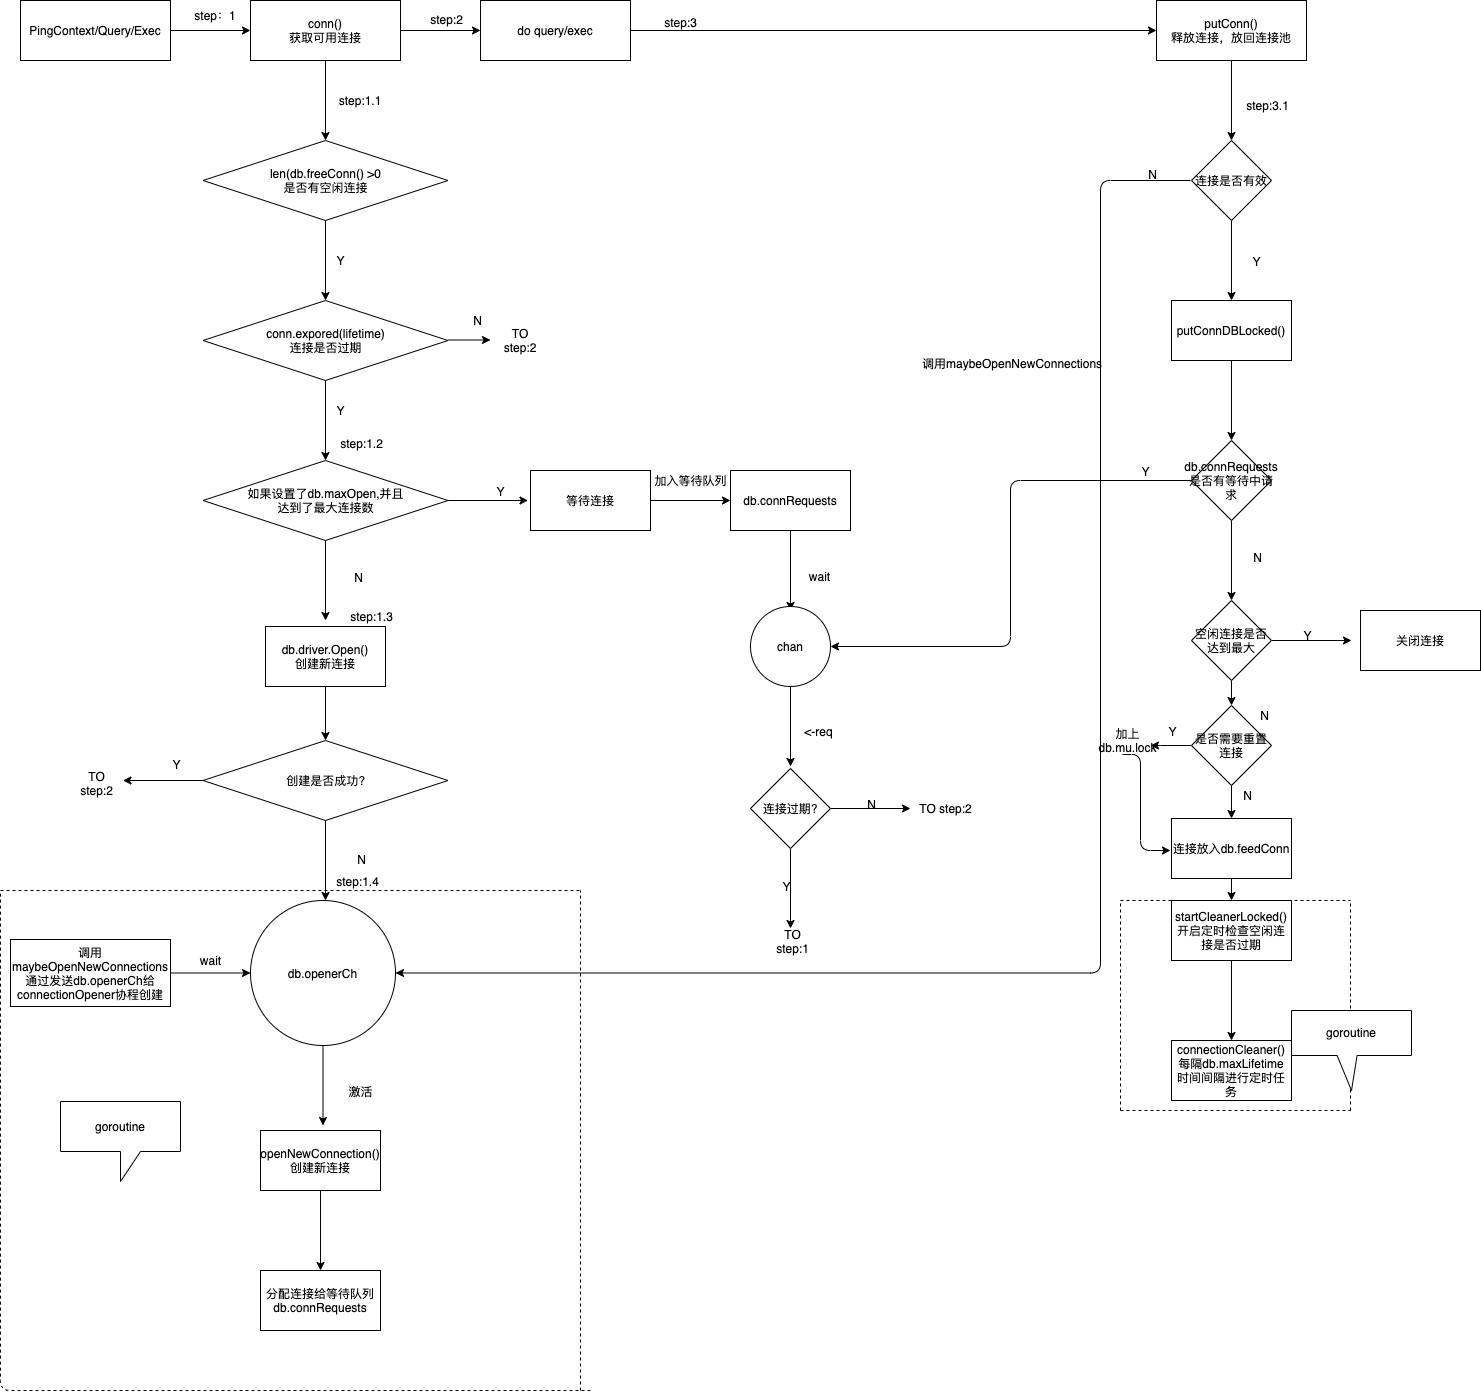 PingContext/Query/Exec
step：1
conn()
获取可用连接
step:2
do query/exec
step:3
putConn()
释放连接，放回连接池
step:1.1
len(db.freeConn() >0
是否有空闲连接
Y
conn.expored(lifetime)
连接是否过期
N
TO
step:2
Y
step:1.2
如果设置了db.maxOpen,并且
达到了最大连接数
Y
等待连接
加入等待队列
db.connRequests
N
step:1.3
db.driver.Open()
创建新连接
创建是否成功?
Y
TO
step:2
N
step:1.4
wait
chan
<-req
连接过期?
N
TO step:2
Y
TO
step:1
调用
maybeOpenNewConnections
通过发送db.openerCh给
connectionOpener协程创建
wait
db.openerCh
激活
goroutine
openNewConnection()
创建新连接
分配连接给等待队列
db.connRequests
step:3.1
连接是否有效
N
调用maybeOpenNewConnections
Y
putConnDBLocked()
db.connRequests
是否有等待中请
求
Y
N
空闲连接是否
达到最大
Y
关闭连接
N
是否需要重置
连接
Y
加上
db.mu.lock
N
连接放入db.feedConn
startCleanerLocked()
开启定时检查空闲连
接是否过期
connectionCleaner()
每隔db.maxLifetime
时间间隔进行定时任
务
goroutine